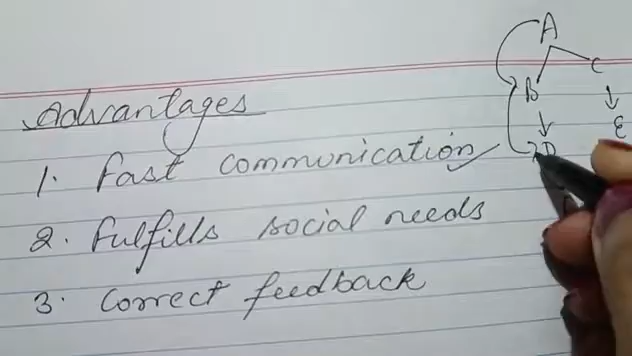 Advantages
1. Fast communication
2. Fulfills social needs
3. Correct feedback
A
B C
D E